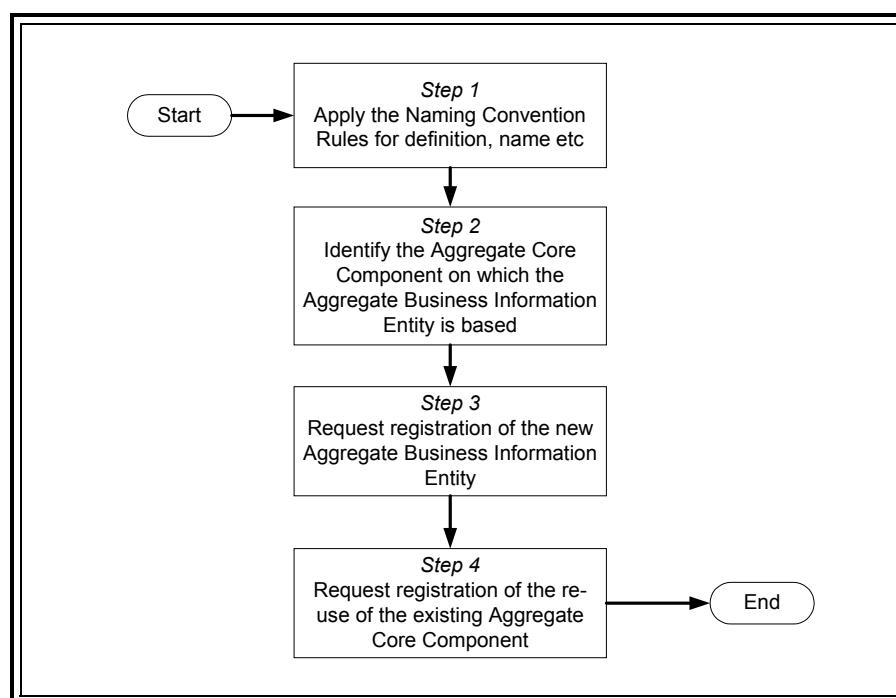 Start
Step 1
Apply the Naming Convention
Rules for definition, name etc
Step 2
Identify the Aggregate Core
Component on which the
Aggregate Business Information
Entity is based
Step 3
Request registration of the new
Aggregate Business Information
Entity
Step 4
Request registration of the re-
use of the existing Aggregate
Core Component
End